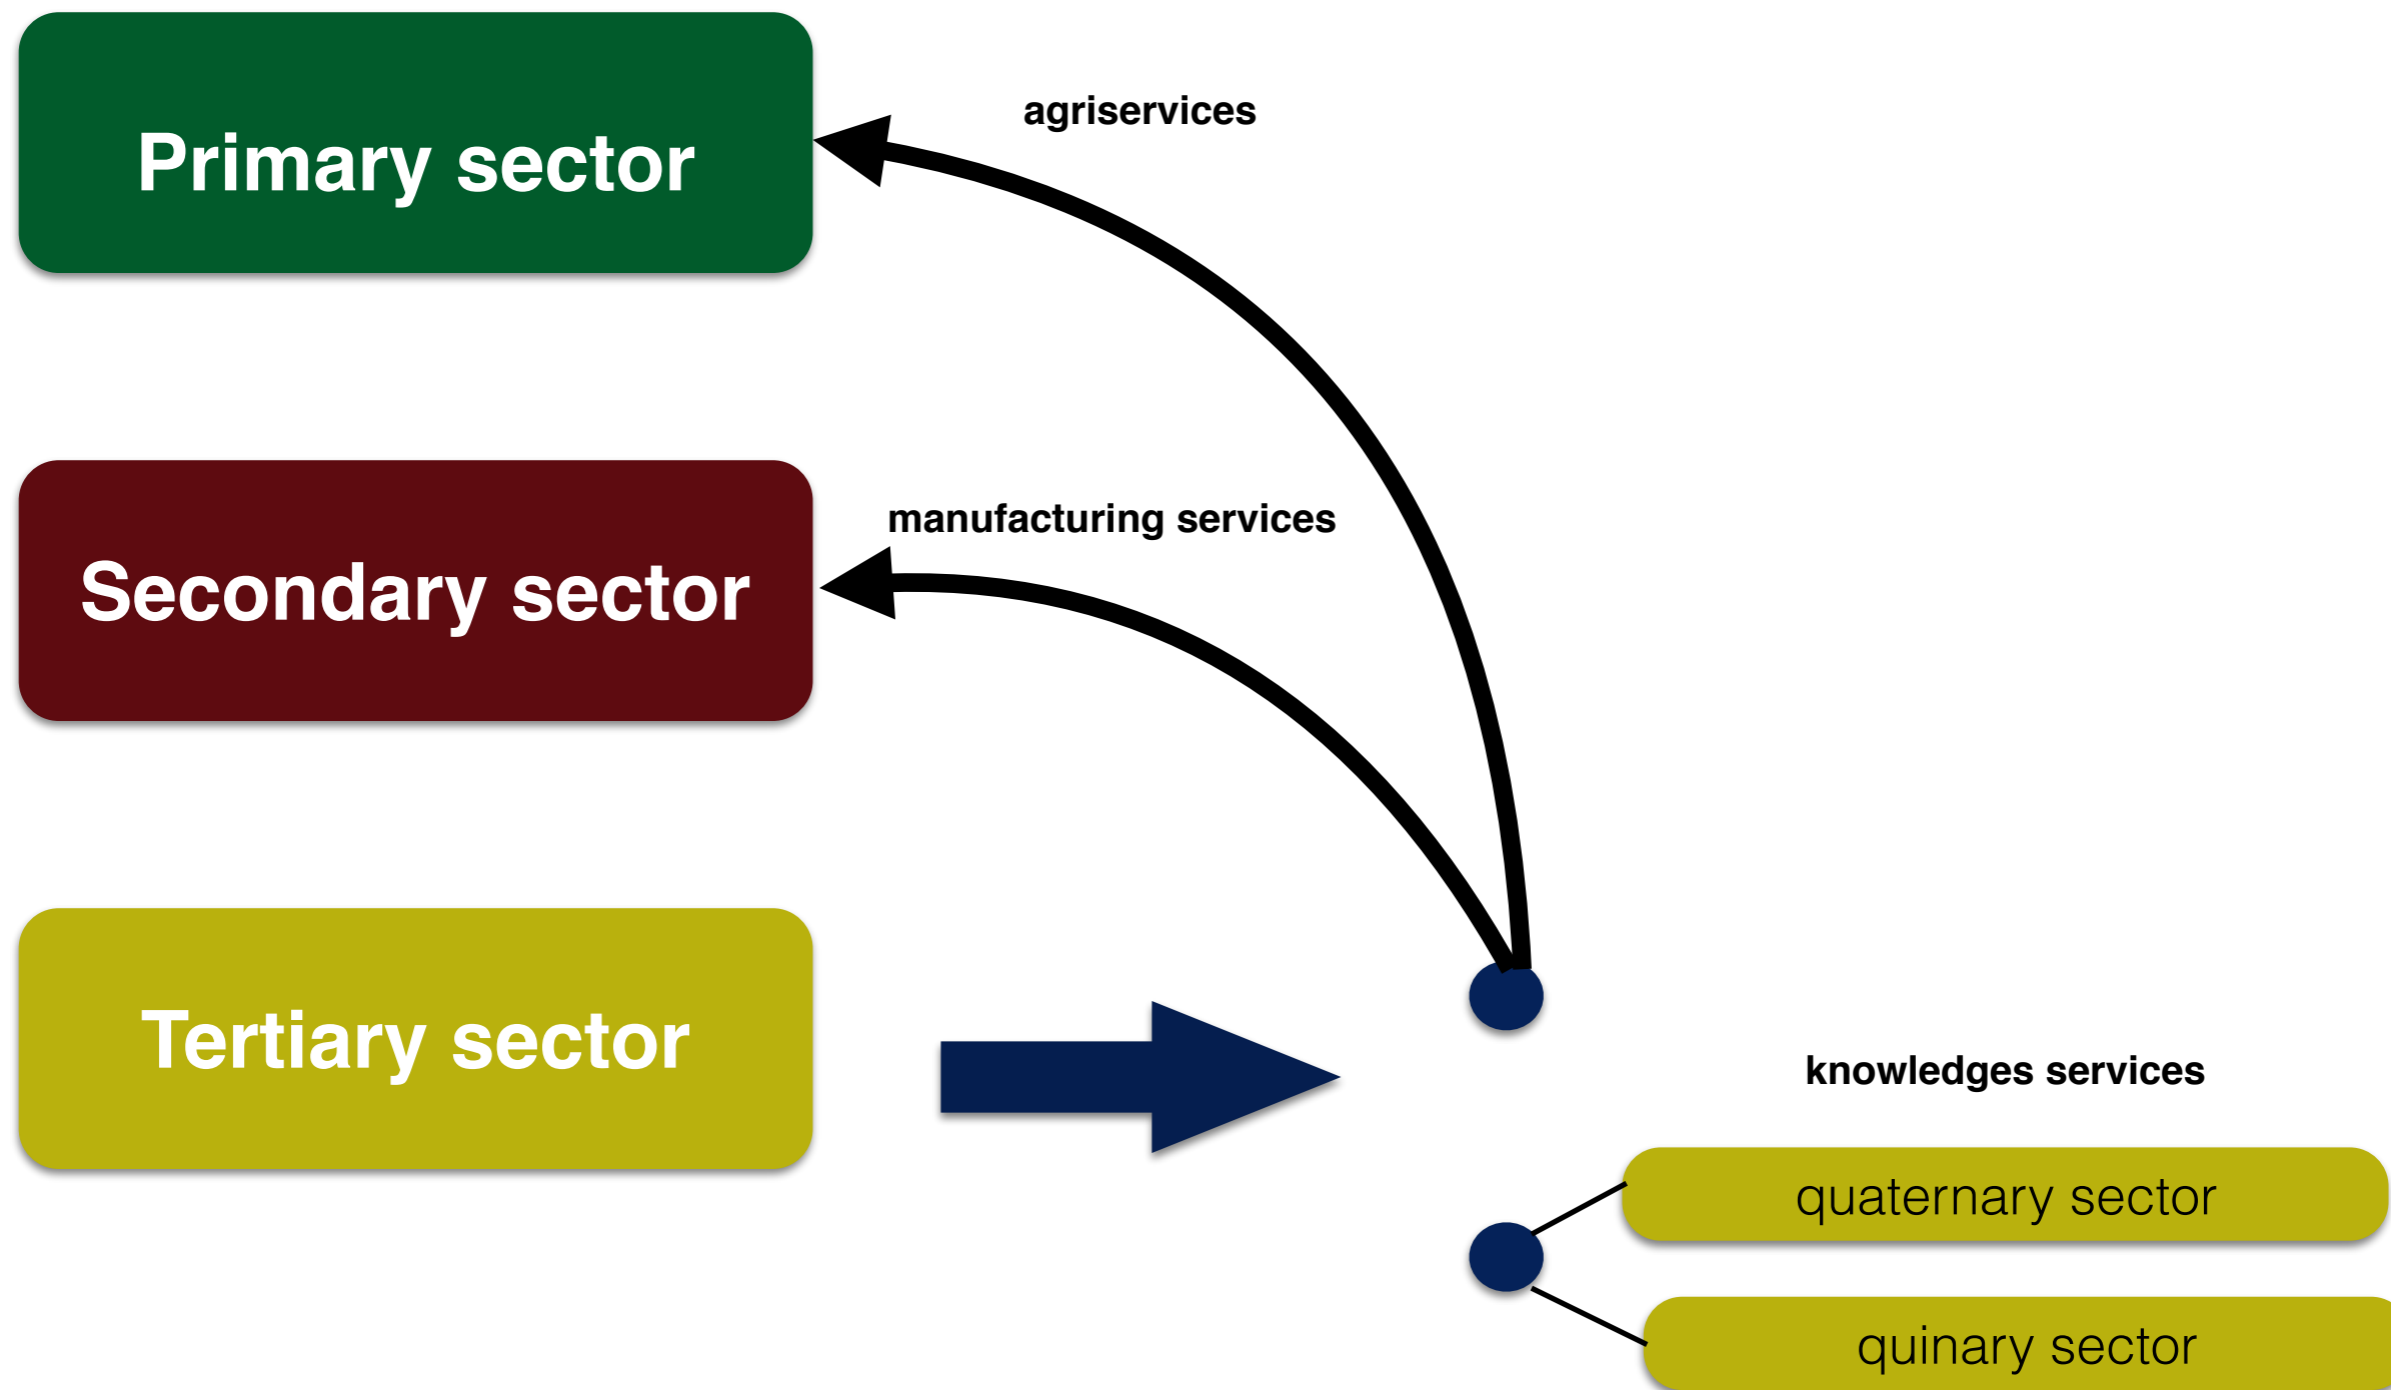 Primary sector
agriservices
Secondary sector
manufacturing services
Tertiary sector
knowledges services
quaternary sector
quinary sector